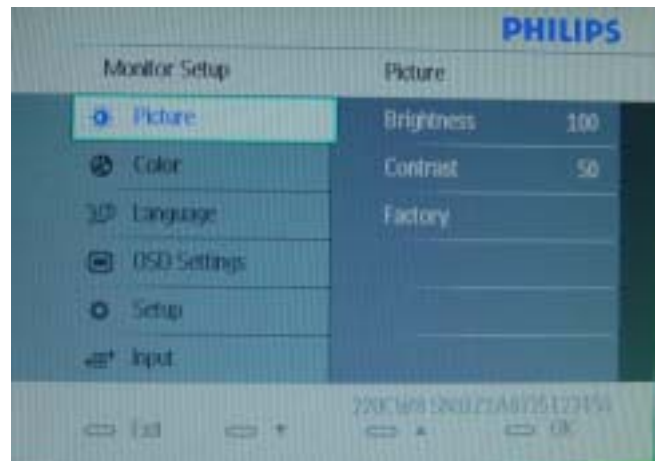 PHILIPS
Monitor Setup Picture
Picture Brightness 100
Color Contrast 50
Language Factory
OSD Settings
Setup
Input
Exit OK